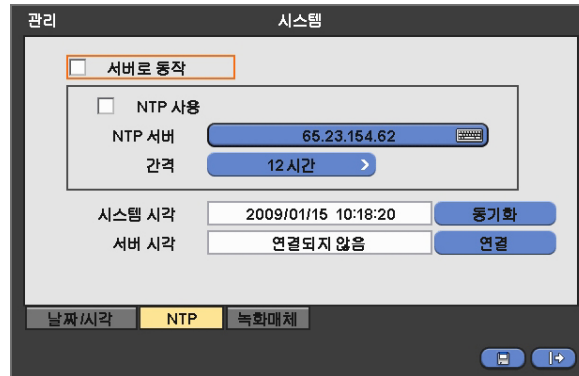 관리 시스템
서버로 동작
NTP 사용
NTP 서버 65.23.154.62
간격 12시간
시스템 시각 2009/01/15 10:18:20 동기화
서버 시각 연결되지 않음 연결
날짜/시각 NTP 녹화매체